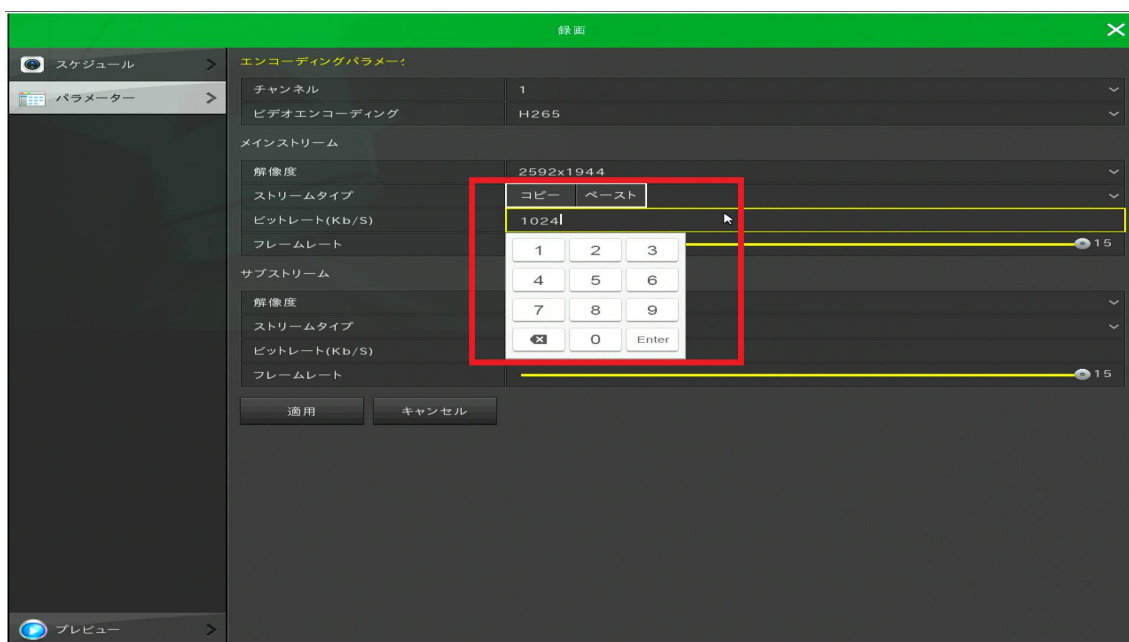 録画
スケジュール
パラメーター
エンコーディングパラメー
チャンネル 1
ビデオエンコーディング H265
メインストリーム
解像度 2592x1944
ストリームタイプ コピー ペースト
ビットレート(Kb/S) 1024
フレームレート 15
1 2 3
4 5 6
7 8 9
0 Enter
サブストリーム
解像度
ストリームタイプ
ビットレート(Kb/S)
フレームレート 15
適用 キャンセル
プレビュー